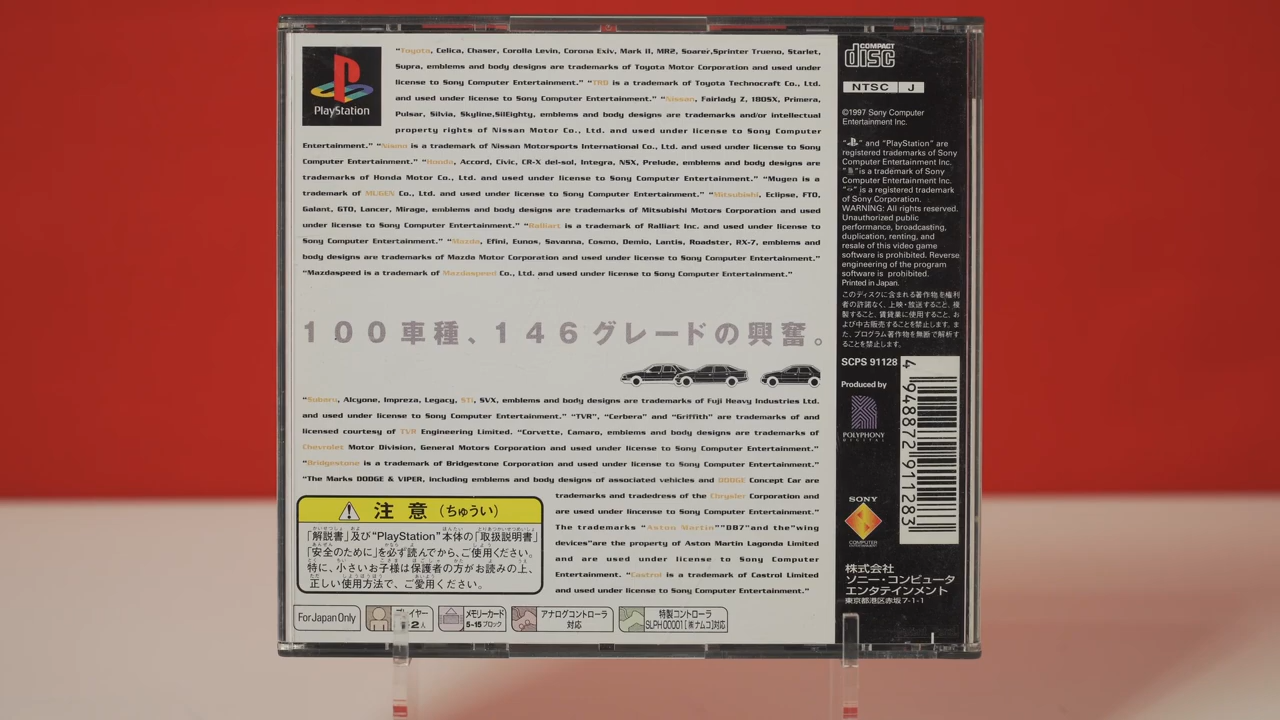 PlayStation
"Toyota, Celica, Chaser, Corolla Levin, Corona Exiv, Mark II, MR2, Soarer,Sprinter Trueno, Starlet,
Supra, emblems and body designs are trademarks of Toyota Motor Corporation and used under
license to Sony Computer Entertainment." "TRD is a trademark of Toyota Technocraft Co., Ltd.
and used under license to Sony Computer Entertainment." "Nissan, Fairlady Z, 180SX, Primera,
Pulsar, Silvia, Skyline,SilEighty, emblems and body designs are trademarks and/or intellectual
property rights of Nissan Motor Co., Ltd. and used under license to Sony Computer
Entertainment." "Nismo is a trademark of Nissan Motorsports International Co., Ltd. and used under license to Sony
Computer Entertainment." "Honda, Accord, Civic, CR-X del-sol, Integra, NSX, Prelude, emblems and body designs are
trademarks of Honda Motor Co., Ltd. and used under license to Sony Computer Entertainment." "Mugen is a
trademark of MUGEN Co., Ltd. and used under license to Sony Computer Entertainment." "Mitsubishi, Eclipse, FTO,
Galant, GTO, Lancer, Mirage, emblems and body designs are trademarks of Mitsubishi Motors Corporation and used
under license to Sony Computer Entertainment." "Ralliart is a trademark of Ralliart Inc. and used under license to
Sony Computer Entertainment." "Mazda, Efini, Eunos, Savanna, Cosmo, Demio, Lantis, Roadster, RX-7, emblems and
body designs are trademarks of Mazda Motor Corporation and used under license to Sony Computer Entertainment."
"Mazdaspeed is a trademark of Mazdaspeed Co., Ltd. and used under license to Sony Computer Entertainment."
100車種、146グレードの興奮。
"Subaru, Alcyone, Impreza, Legacy, STi, SVX, emblems and body designs are trademarks of Fuji Heavy Industries Ltd.
and used under license to Sony Computer Entertainment." "TVR", "Cerbera" and "Griffith" are trademarks of and
licensed courtesy of TVR Engineering Limited. "Corvette, Camaro, emblems and body designs are trademarks of
Chevrolet Motor Division, General Motors Corporation and used under lincense to Sony Computer Entertainment."
"Bridgestone is a trademark of Bridgestone Corporation and used under license to Sony Computer Entertainment."
"The Marks DODGE & VIPER, including emblems and body designs of associated vehicles and DODGE Concept Car are
trademarks and tradedress of the Chrysler Corporation and
are used under lincense."
The trademarks "Aston Martin""DB7"and the"wing
devices"are the property of Aston Martin Lagonda Limited
and are used under license to Sony Computer
Entertainment. "Castrol is a trademark of Castrol Limited
and used under license to Sony Computer Entertainment."
注意(ちゅうい)
「解説書」及び"PlayStation"本体の「取扱説明書」
「安全のために」を必ず読んでから、ご使用ください。
特に、小さいお子様は保護者の方がお読みの上、
正しい使用方法で、ご愛用ください。
For Japan Only
プレイヤー
2人
メモリーカード
5~15ブロック
アナログコントローラ
対応
特製コントローラ
SLPH 00001[㈱ナムコ]対応
COMPACT
disc
NTSC J
©1997 Sony Computer
Entertainment Inc.
" " and "PlayStation" are
registered trademarks of Sony
Computer Entertainment Inc.
" "is a trademark of Sony
Computer Entertainment Inc.
" " is a registered trademark
of Sony Corporation.
WARNING: All rights reserved.
Unauthorized public
performance, broadcasting,
duplication, renting, and
resale of this video game
software is prohibited. Reverse
engineering of the program
software is prohibited.
Printed in Japan.
このディスクに含まれる著作物を権利
者の許諾なく、上映・放送すること、複
製すること、賃貸業に使用すること、お
よび中古販売することを禁止します。ま
た、プログラム著作物を無断で解析す
ることを禁止します。
SCPS 91128
Produced by
POLYPHONY
DIGITAL
4948872911283
SONY
COMPUTER
ENTERTAINMENT
株式会社
ソニー・コンピュータ
エンタテインメント
東京都港区赤坂7-1-1